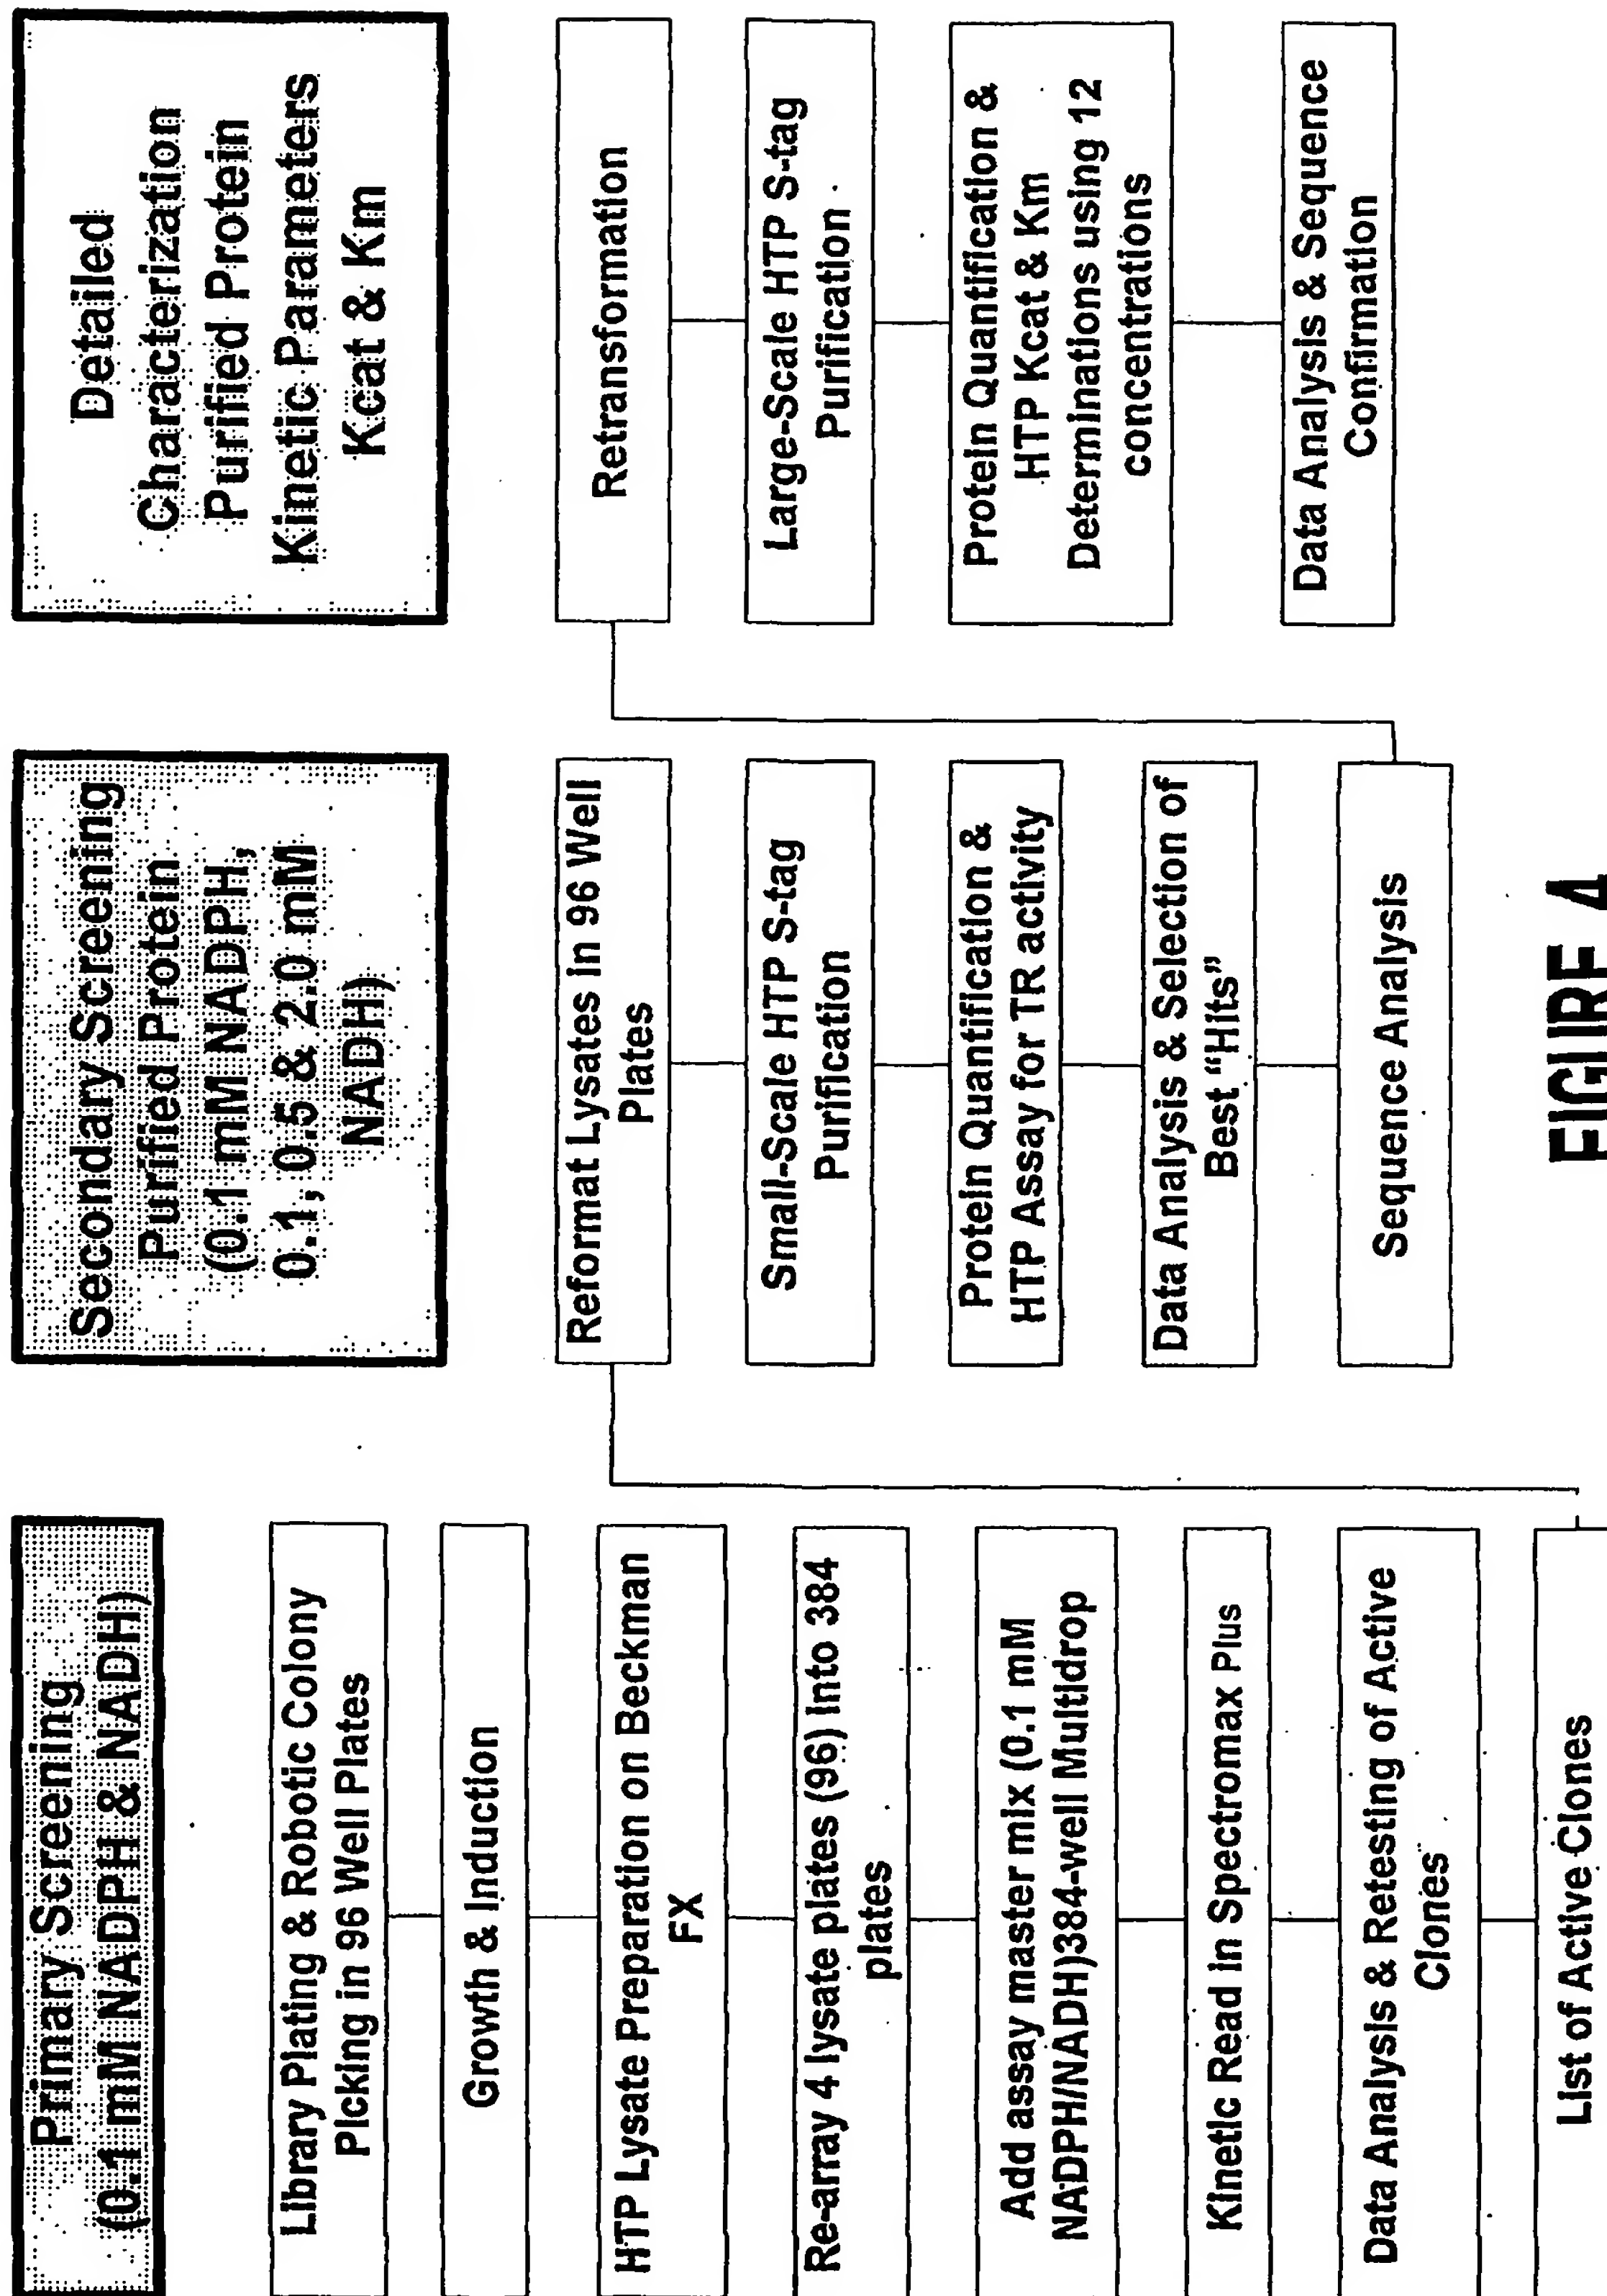 Primary Screening
(0.1 mM NADPH & NADH)
Library Plating & Robotic Colony
Picking in 96 Well Plates
Growth & Induction
HTP Lysate Preparation on Beckman
FX
Re-array 4 lysate plates (96) Into 384
plates
Add assay master mix (0.1 mM
NADPH/NADH)384-well Multidrop
Kinetic Read in Spectromax Plus
Data Analysis & Retesting of Active
Clones
List of Active Clones
Secondary Screening
Purified Protein
(0.1 mM NADPH,
0.1, 0.5 & 2.0 mM
NADH)
Reformat Lysates in 96 Well
Plates
Small-Scale HTP S-tag
Purification
Protein Quantification &
HTP Assay for TR activity
Data Analysis & Selection of
Best “Hits”
Sequence Analysis
Detailed
Characterization
Purified Protein
Kinetic Parameters
Kcat & Km
Retransformation
Large-Scale HTP S-tag
Purification
Protein Quantification &
HTP Kcat & Km
Determinations using 12
concentrations
Data Analysis & Sequence
Confirmation
FIGURE 4